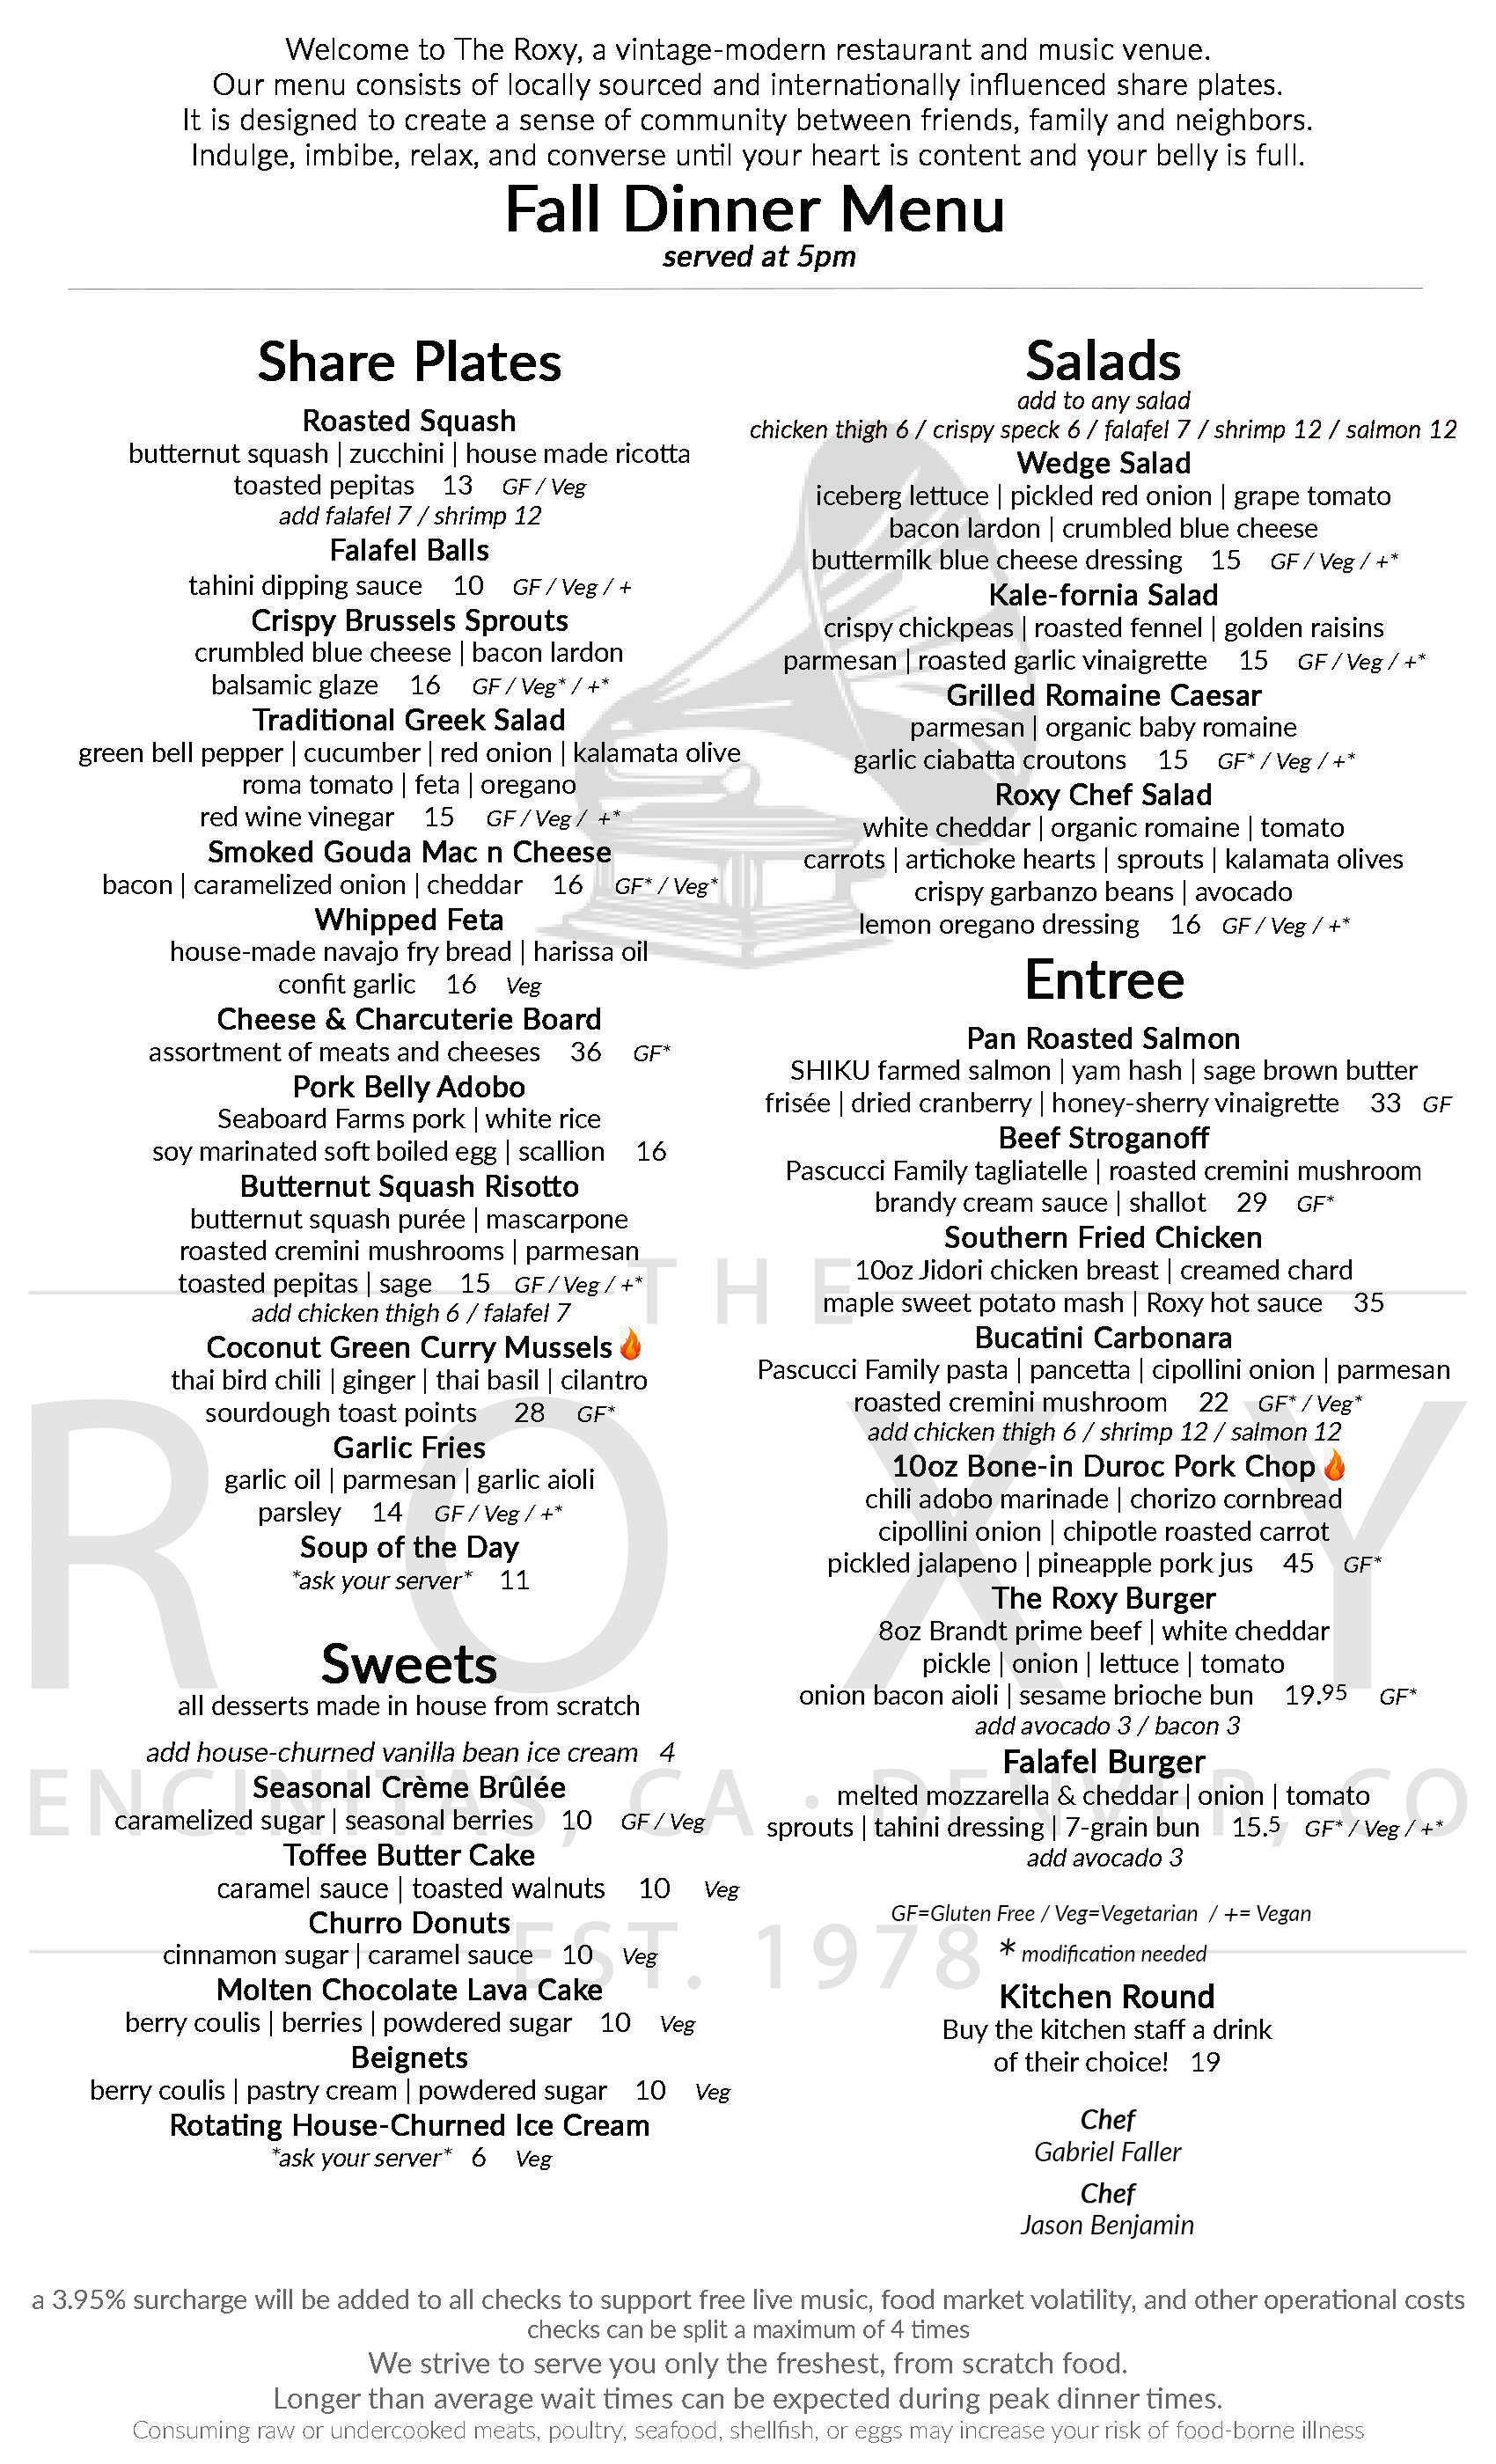 Welcome to The Roxy, a vintage-modern restaurant and music venue.
Our menu consists of locally sourced and internationally influenced share plates.
It is designed to create a sense of community between friends, family and neighbors.
Indulge, imbibe, relax, and converse until your heart is content and your belly is full.
Fall Dinner Menu
served at 5pm
Share Plates
Roasted Squash
butternut squash | zucchini | house made ricotta
toasted pepitas 13 GF / Veg
add falafel 7 / shrimp 12
Falafel Balls
tahini dipping sauce 10 GF / Veg / +
Crispy Brussels Sprouts
crumbled blue cheese | bacon lardon
balsamic glaze 16 GF / Veg* / +*
Traditional Greek Salad
green bell pepper | cucumber | red onion | kalamata olive
roma tomato | feta | oregano
red wine vinegar 15 GF / Veg / +*
Smoked Gouda Mac n Cheese
bacon | caramelized onion | cheddar 16 GF* / Veg*
Whipped Feta
house-made navajo fry bread | harissa oil
confit garlic 16 Veg
Cheese & Charcuterie Board
assortment of meats and cheeses 36 GF*
Pork Belly Adobo
Seaboard Farms pork | white rice
soy marinated soft boiled egg | scallion 16
Butternut Squash Risotto
butternut squash purée | mascarpone
roasted cremini mushrooms | parmesan
toasted pepitas | sage 15 GF / Veg / +*
add chicken thigh 6 / falafel 7
Coconut Green Curry Mussels🔥
thai bird chili | ginger | thai basil | cilantro
sourdough toast points 28 GF*
Garlic Fries
garlic oil | parmesan | garlic aioli
parsley 14 GF / Veg / +*
Soup of the Day
*ask your server* 11
Sweets
all desserts made in house from scratch
add house-churned vanilla bean ice cream 4
Seasonal Crème Brûlée
caramelized sugar | seasonal berries 10 GF / Veg
Toffee Butter Cake
caramel sauce | toasted walnuts 10 Veg
Churro Donuts
cinnamon sugar | caramel sauce 10 Veg
Molten Chocolate Lava Cake
berry coulis | berries | powdered sugar 10 Veg
Beignets
berry coulis | pastry cream | powdered sugar 10 Veg
Rotating House-Churned Ice Cream
*ask your server* 6 Veg
Salads
add to any salad
chicken thigh 6 / crispy speck 6 / falafel 7 / shrimp 12 / salmon 12
Wedge Salad
iceberg lettuce | pickled red onion | grape tomato
bacon lardon | crumbled blue cheese
buttermilk blue cheese dressing 15 GF / Veg / +*
Kale-fornia Salad
crispy chickpeas | roasted fennel | golden raisins
parmesan | roasted garlic vinaigrette 15 GF / Veg / +*
Grilled Romaine Caesar
parmesan | organic baby romaine
garlic ciabatta croutons 15 GF* / Veg / +*
Roxy Chef Salad
white cheddar | organic romaine | tomato
carrots | artichoke hearts | sprouts | kalamata olives
crispy garbanzo beans | avocado
lemon oregano dressing 16 GF / Veg / +*
Entree
Pan Roasted Salmon
SHIKU farmed salmon | yam hash | sage brown butter
frisée | dried cranberry | honey-sherry vinaigrette 33 GF
Beef Stroganoff
Pascucci Family tagliatelle | roasted cremini mushroom
brandy cream sauce | shallot 29 GF*
Southern Fried Chicken
10oz Jidori chicken breast | creamed chard
maple sweet potato mash | Roxy hot sauce 35
Bucatini Carbonara
Pascucci Family pasta | pancetta | cipollini onion | parmesan
roasted cremini mushroom 22 GF* / Veg*
add chicken thigh 6 / shrimp 12 / salmon 12
10oz Bone-in Duroc Pork Chop🔥
chili adobo marinade | chorizo cornbread
cipollini onion | chipotle roasted carrot
pickled jalapeno | pineapple pork jus 45 GF*
The Roxy Burger
8oz Brandt prime beef | white cheddar
pickle | onion | lettuce | tomato
onion bacon aioli | sesame brioche bun 19.95 GF*
add avocado 3 / bacon 3
Falafel Burger
melted mozzarella & cheddar | onion | tomato
sprouts | tahini dressing | 7-grain bun 15.5 GF* / Veg / +*
add avocado 3
GF=Gluten Free / Veg=Vegetarian / += Vegan
* modification needed
Kitchen Round
Buy the kitchen staff a drink
of their choice! 19
Chef
Gabriel Faller
Chef
Jason Benjamin
THE
ROXY
ENCINITAS, CA · DENVER, CO
EST. 1978
a 3.95% surcharge will be added to all checks to support free live music, food market volatility, and other operational costs
checks can be split a maximum of 4 times
We strive to serve you only the freshest, from scratch food.
Longer than average wait times can be expected during peak dinner times.
Consuming raw or undercooked meats, poultry, seafood, shellfish, or eggs may increase your risk of food-borne illness